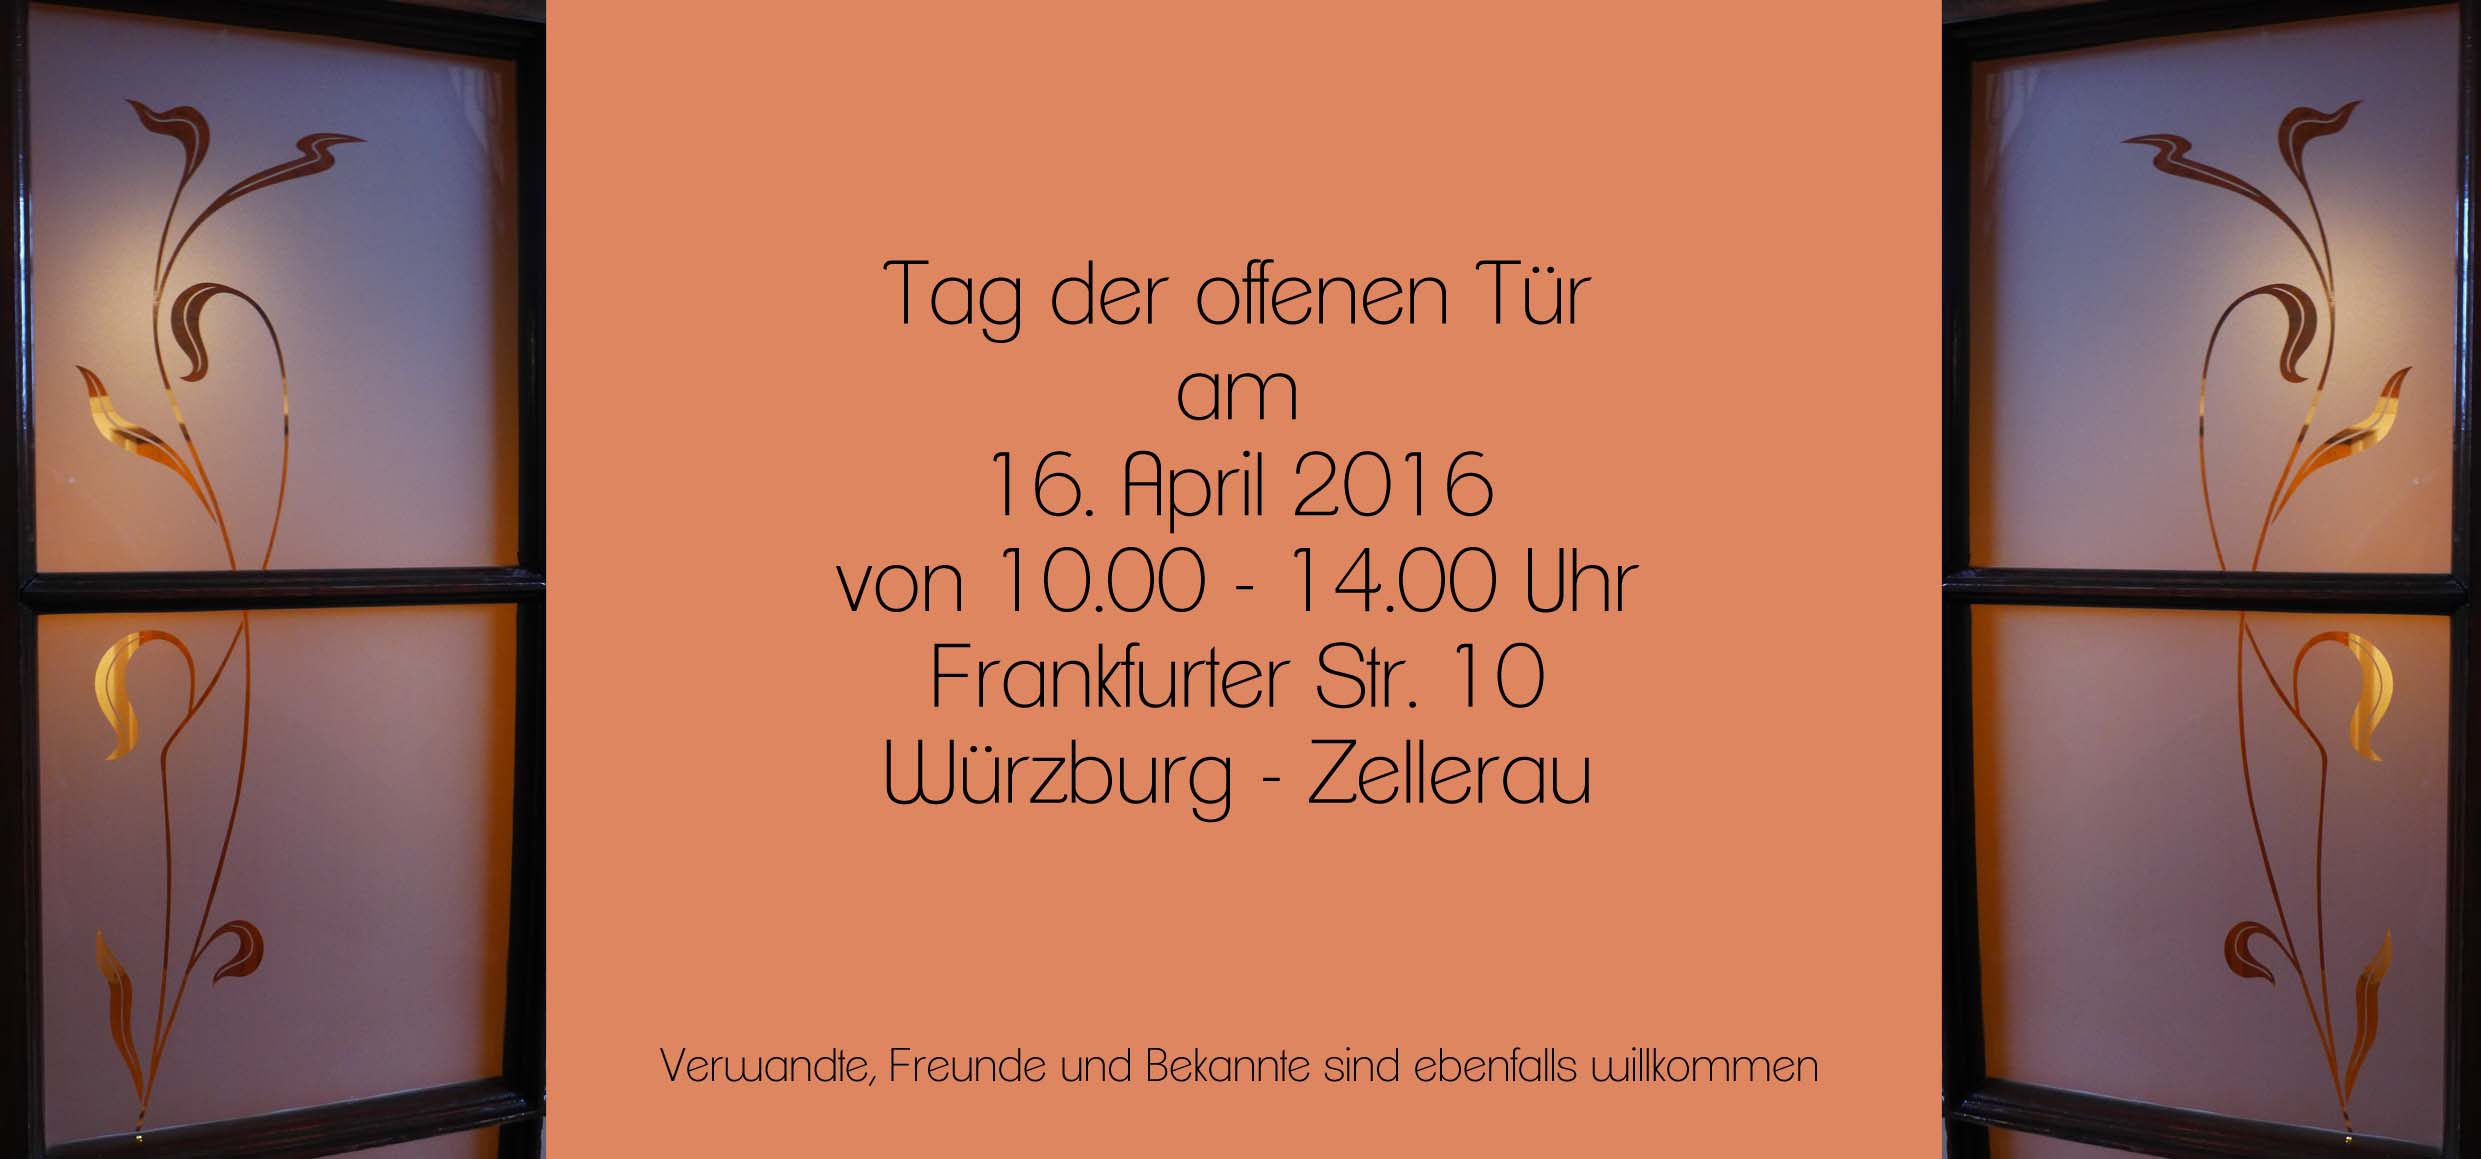 Tag der offenen Tür
am
16. April 2016
von 10.00 - 14.00 Uhr
Frankfurter Str. 10
Würzburg - Zellerau
Verwandte, Freunde und Bekannte sind ebenfalls willkommen